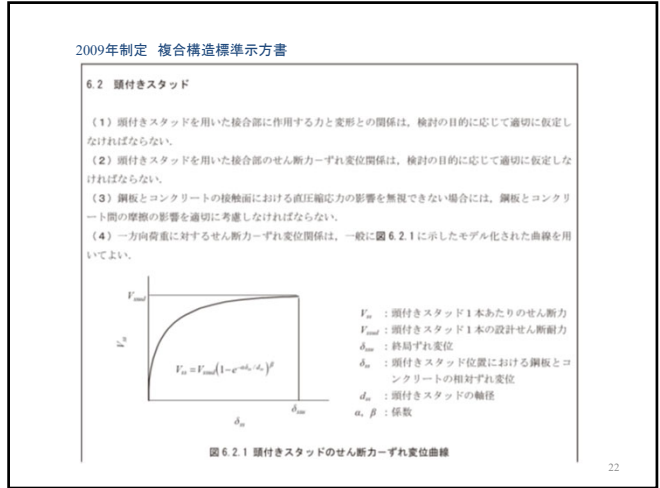 2009年制定 複合構造標準示方書
6.2 頭付きスタッド
（1）頭付きスタッドを用いた接合部に作用する力と変形との関係は，検討の目的に応じて適切に仮定し
なければならない．
（2）頭付きスタッドを用いた接合部のせん断力－ずれ変位関係は，検討の目的に応じて適切に仮定しな
ければならない．
（3）鋼板とコンクリートの接触面における直圧縮応力の影響を無視できない場合には，鋼板とコンクリ
ート間の摩擦の影響を適切に考慮しなければならない．
（4）一方向荷重に対するせん断力－ずれ変位関係は，一般に図 6.2.1 に示したモデル化された曲線を用
いてよい．
V_ssud
V_ss
V_ss = V_ssud(1-e^{-αδ_ss/d_ss})^β
δ_ssu
δ_ss
V_ss ：頭付きスタッド1本あたりのせん断力
V_ssud ：頭付きスタッド1本の設計せん断耐力
δ_ssu ：終局ずれ変位
δ_ss ：頭付きスタッド位置における鋼板とコ
ンクリートの相対ずれ変位
d_ss ：頭付きスタッドの軸径
α，β ：係数
図 6.2.1 頭付きスタッドのせん断力－ずれ変位曲線
22